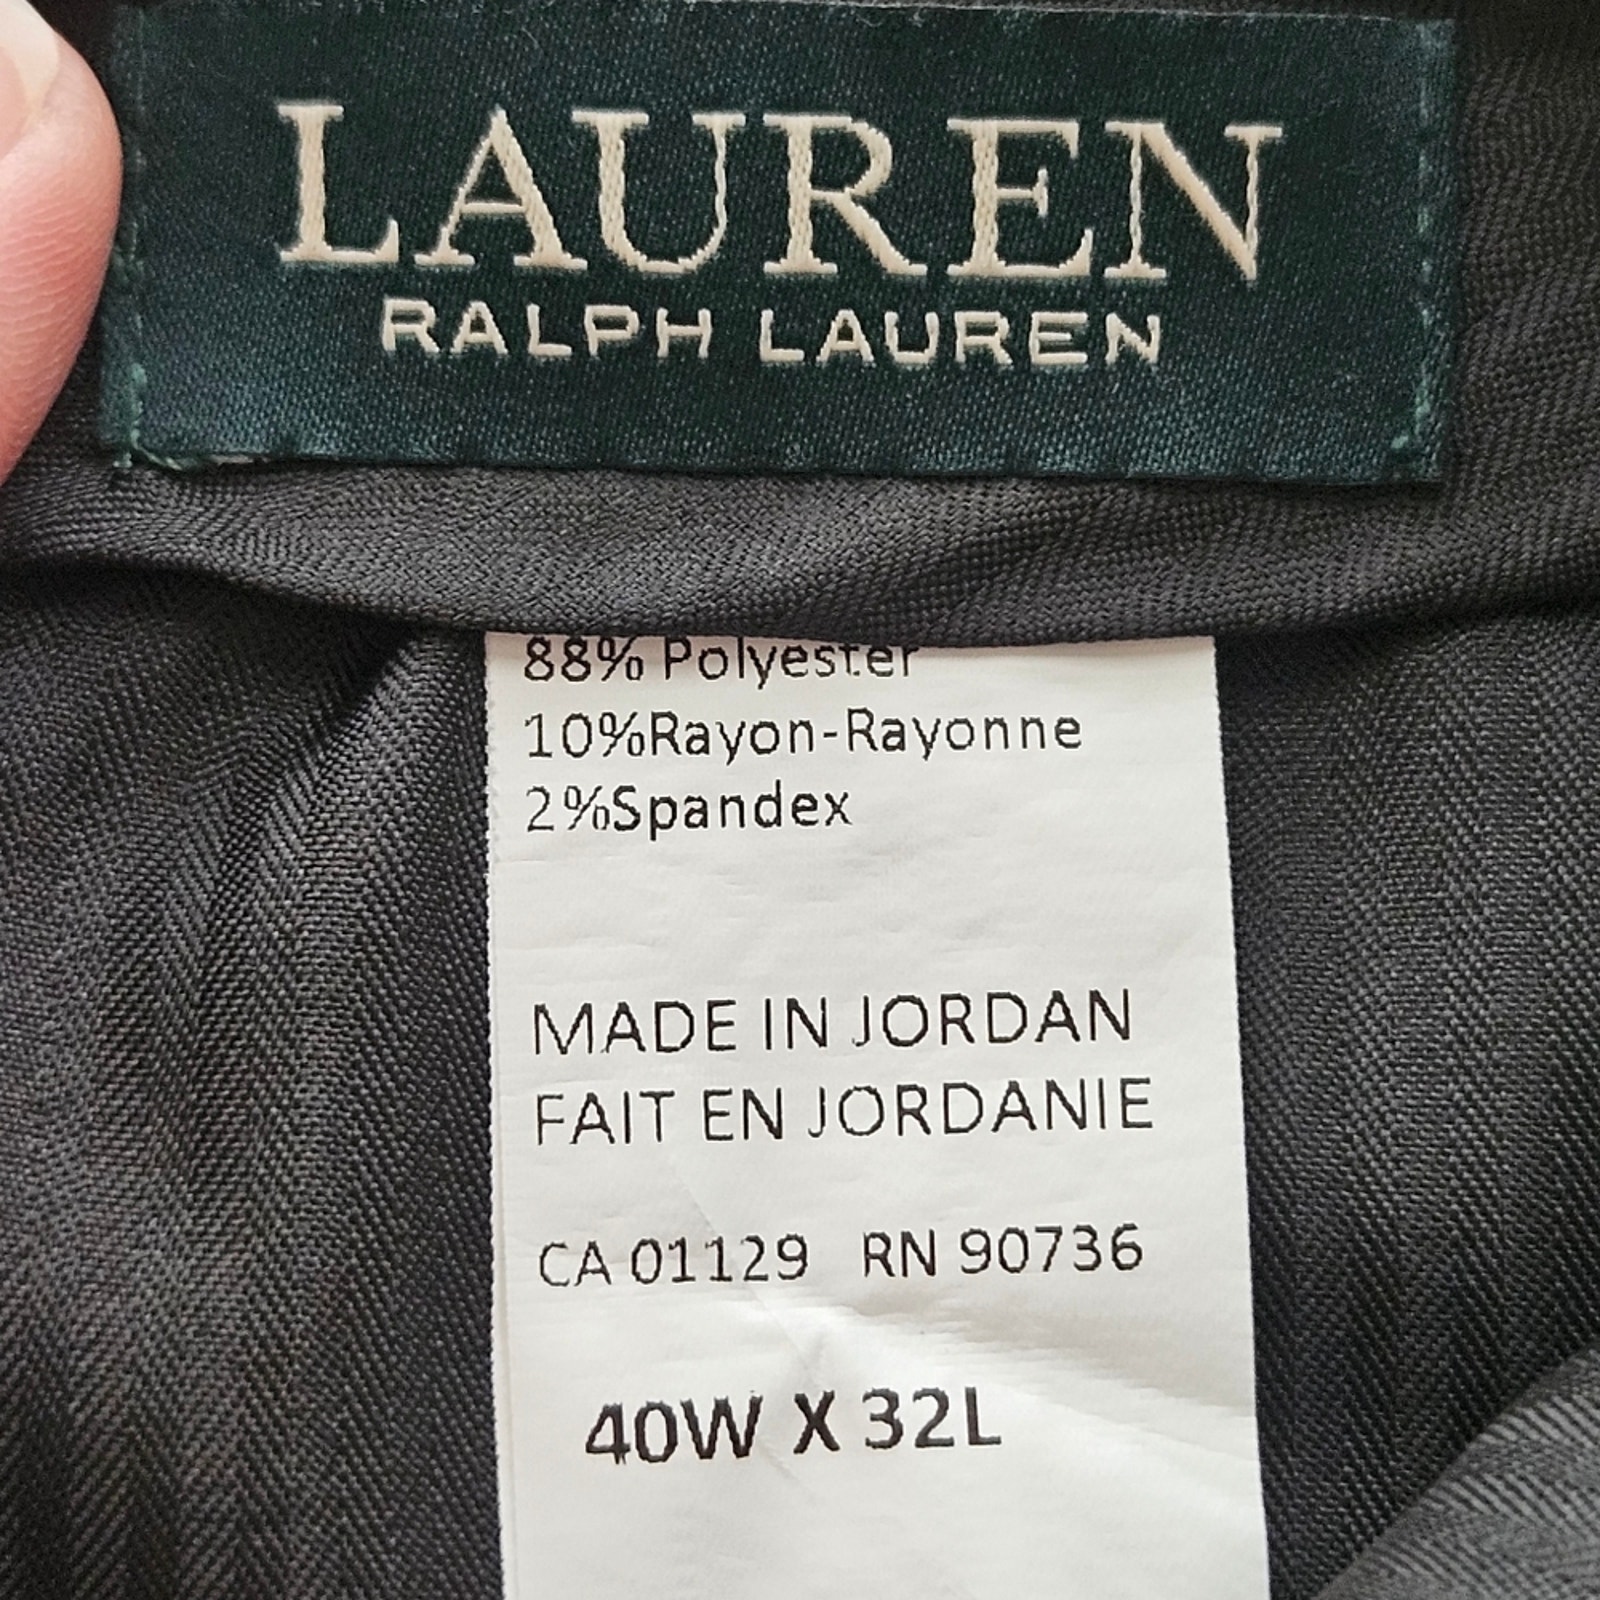 LAUREN
RALPH LAUREN
88% Polyester
10%Rayon-Rayonne
2%Spandex
MADE IN JORDAN
FAIT EN JORDANIE
CA 01129 RN 90736
40W X 32L